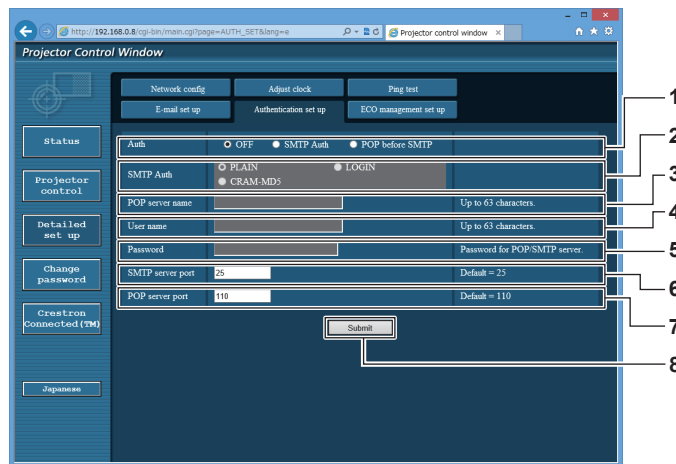 http://192.168.0.8/cgi-bin/main.cgi?page=AUTH_SET&lang=e
Projector control window
Projector Control Window
Network config
Adjust clock
Ping test
E-mail set up
Authentication set up
ECO management set up
Status
Projector control
Detailed set up
Change password
Crestron Connected(TM)
Japanese
Auth OFF SMTP Auth POP before SMTP
SMTP Auth PLAIN LOGIN
CRAM-MD5
POP server name Up to 63 characters.
User name Up to 63 characters.
Password Password for POP/SMTP server.
SMTP server port 25 Default = 25
POP server port 110 Default = 110
Submit
1
2
3
4
5
6
7
8